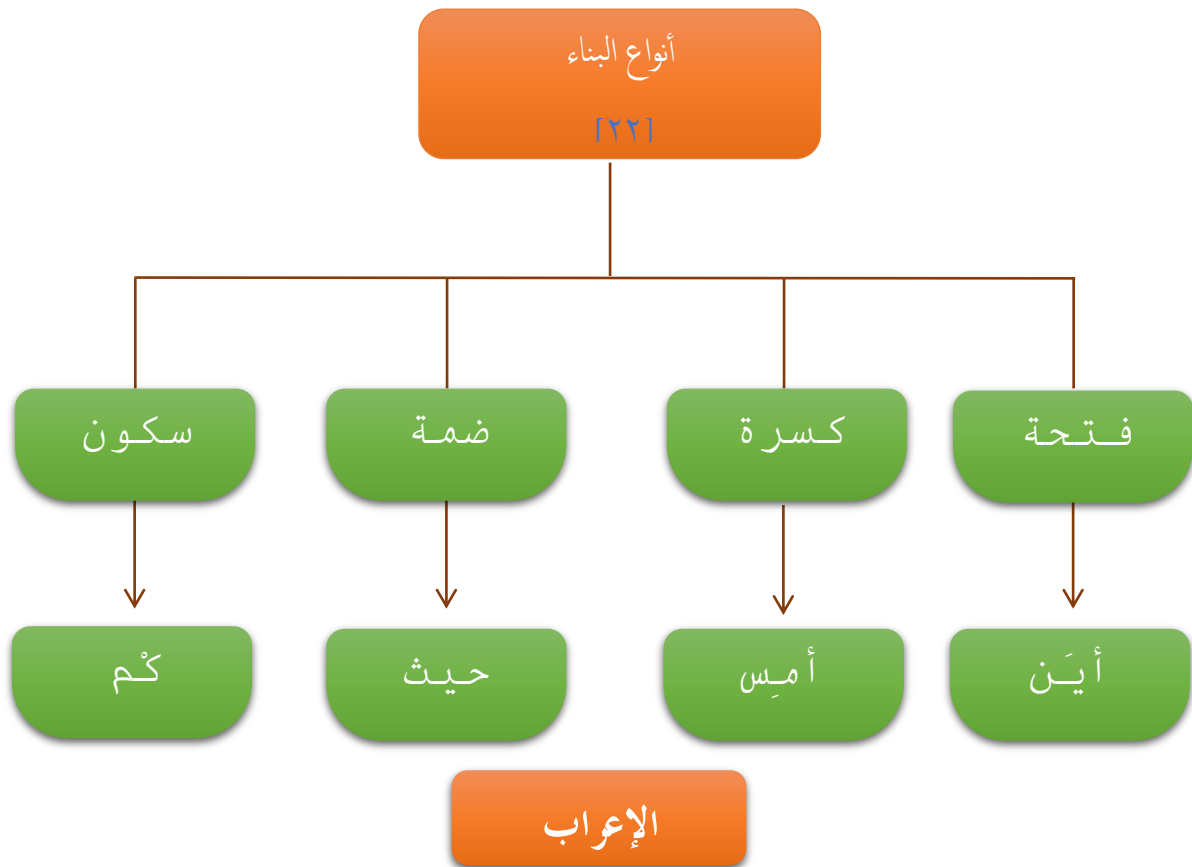 أنواع البناء
[٢٢]
فتحة
كسرة
ضمة
سكون
أيَن
أمِس
حيث
كْم
الإعراب